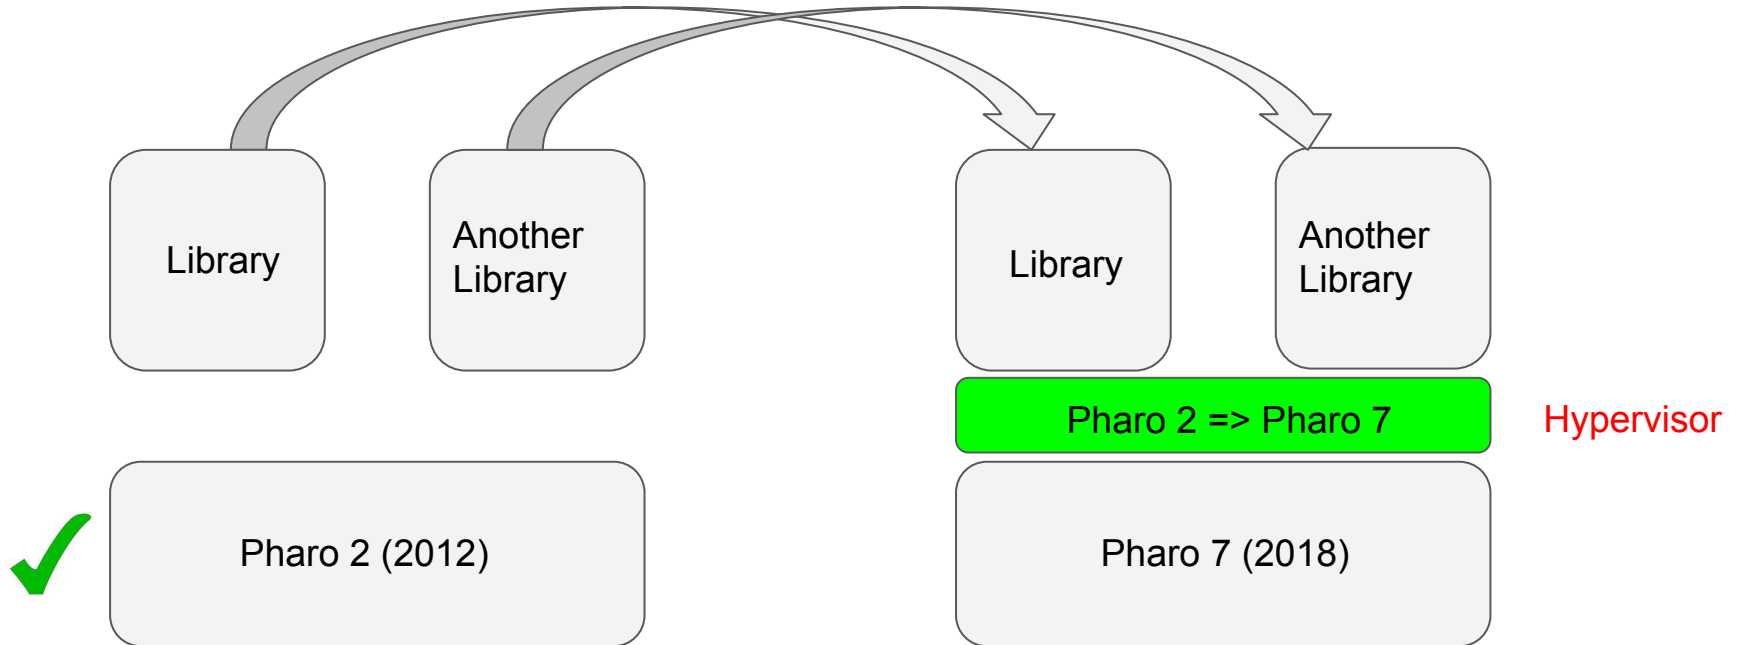 Library
Another
Library
Library
Another
Library
Pharo 2 => Pharo 7
Hypervisor
Pharo 2 (2012)
Pharo 7 (2018)